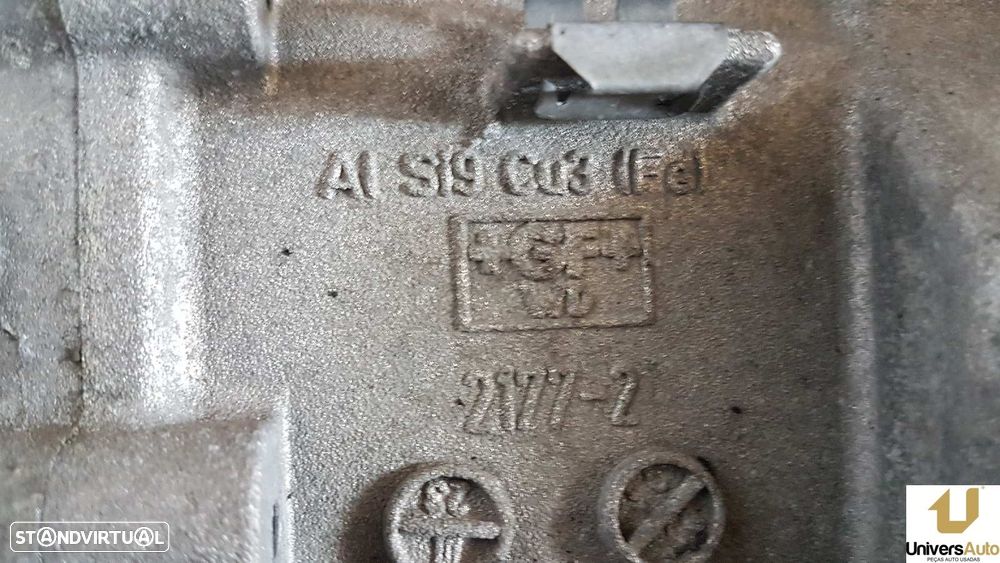 Al Si9 Cu3 (Fe)
+GF+
2177-2
STANDVIRTUAL
UniversAuto
PEÇAS AUTO USADAS